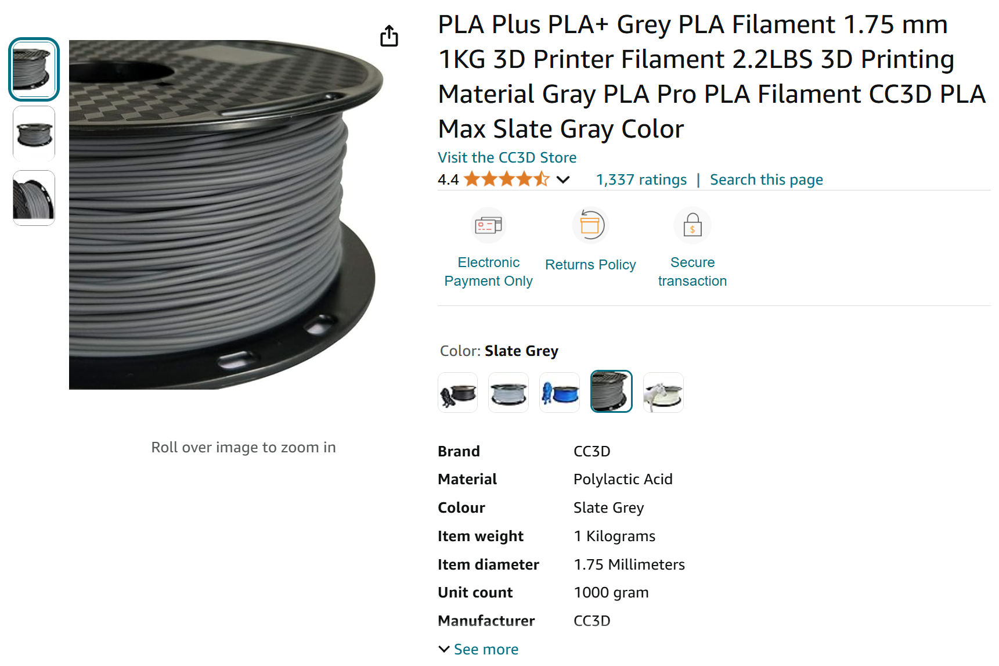 PLA Plus PLA+ Grey PLA Filament 1.75 mm
1KG 3D Printer Filament 2.2LBS 3D Printing
Material Gray PLA Pro PLA Filament CC3D PLA
Max Slate Gray Color
Visit the CC3D Store
4.4 1,337 ratings | Search this page
Electronic
Payment Only
Returns Policy
Secure
transaction
Color: Slate Grey
Brand CC3D
Material Polylactic Acid
Colour Slate Grey
Item weight 1 Kilograms
Item diameter 1.75 Millimeters
Unit count 1000 gram
Manufacturer CC3D
See more
Roll over image to zoom in